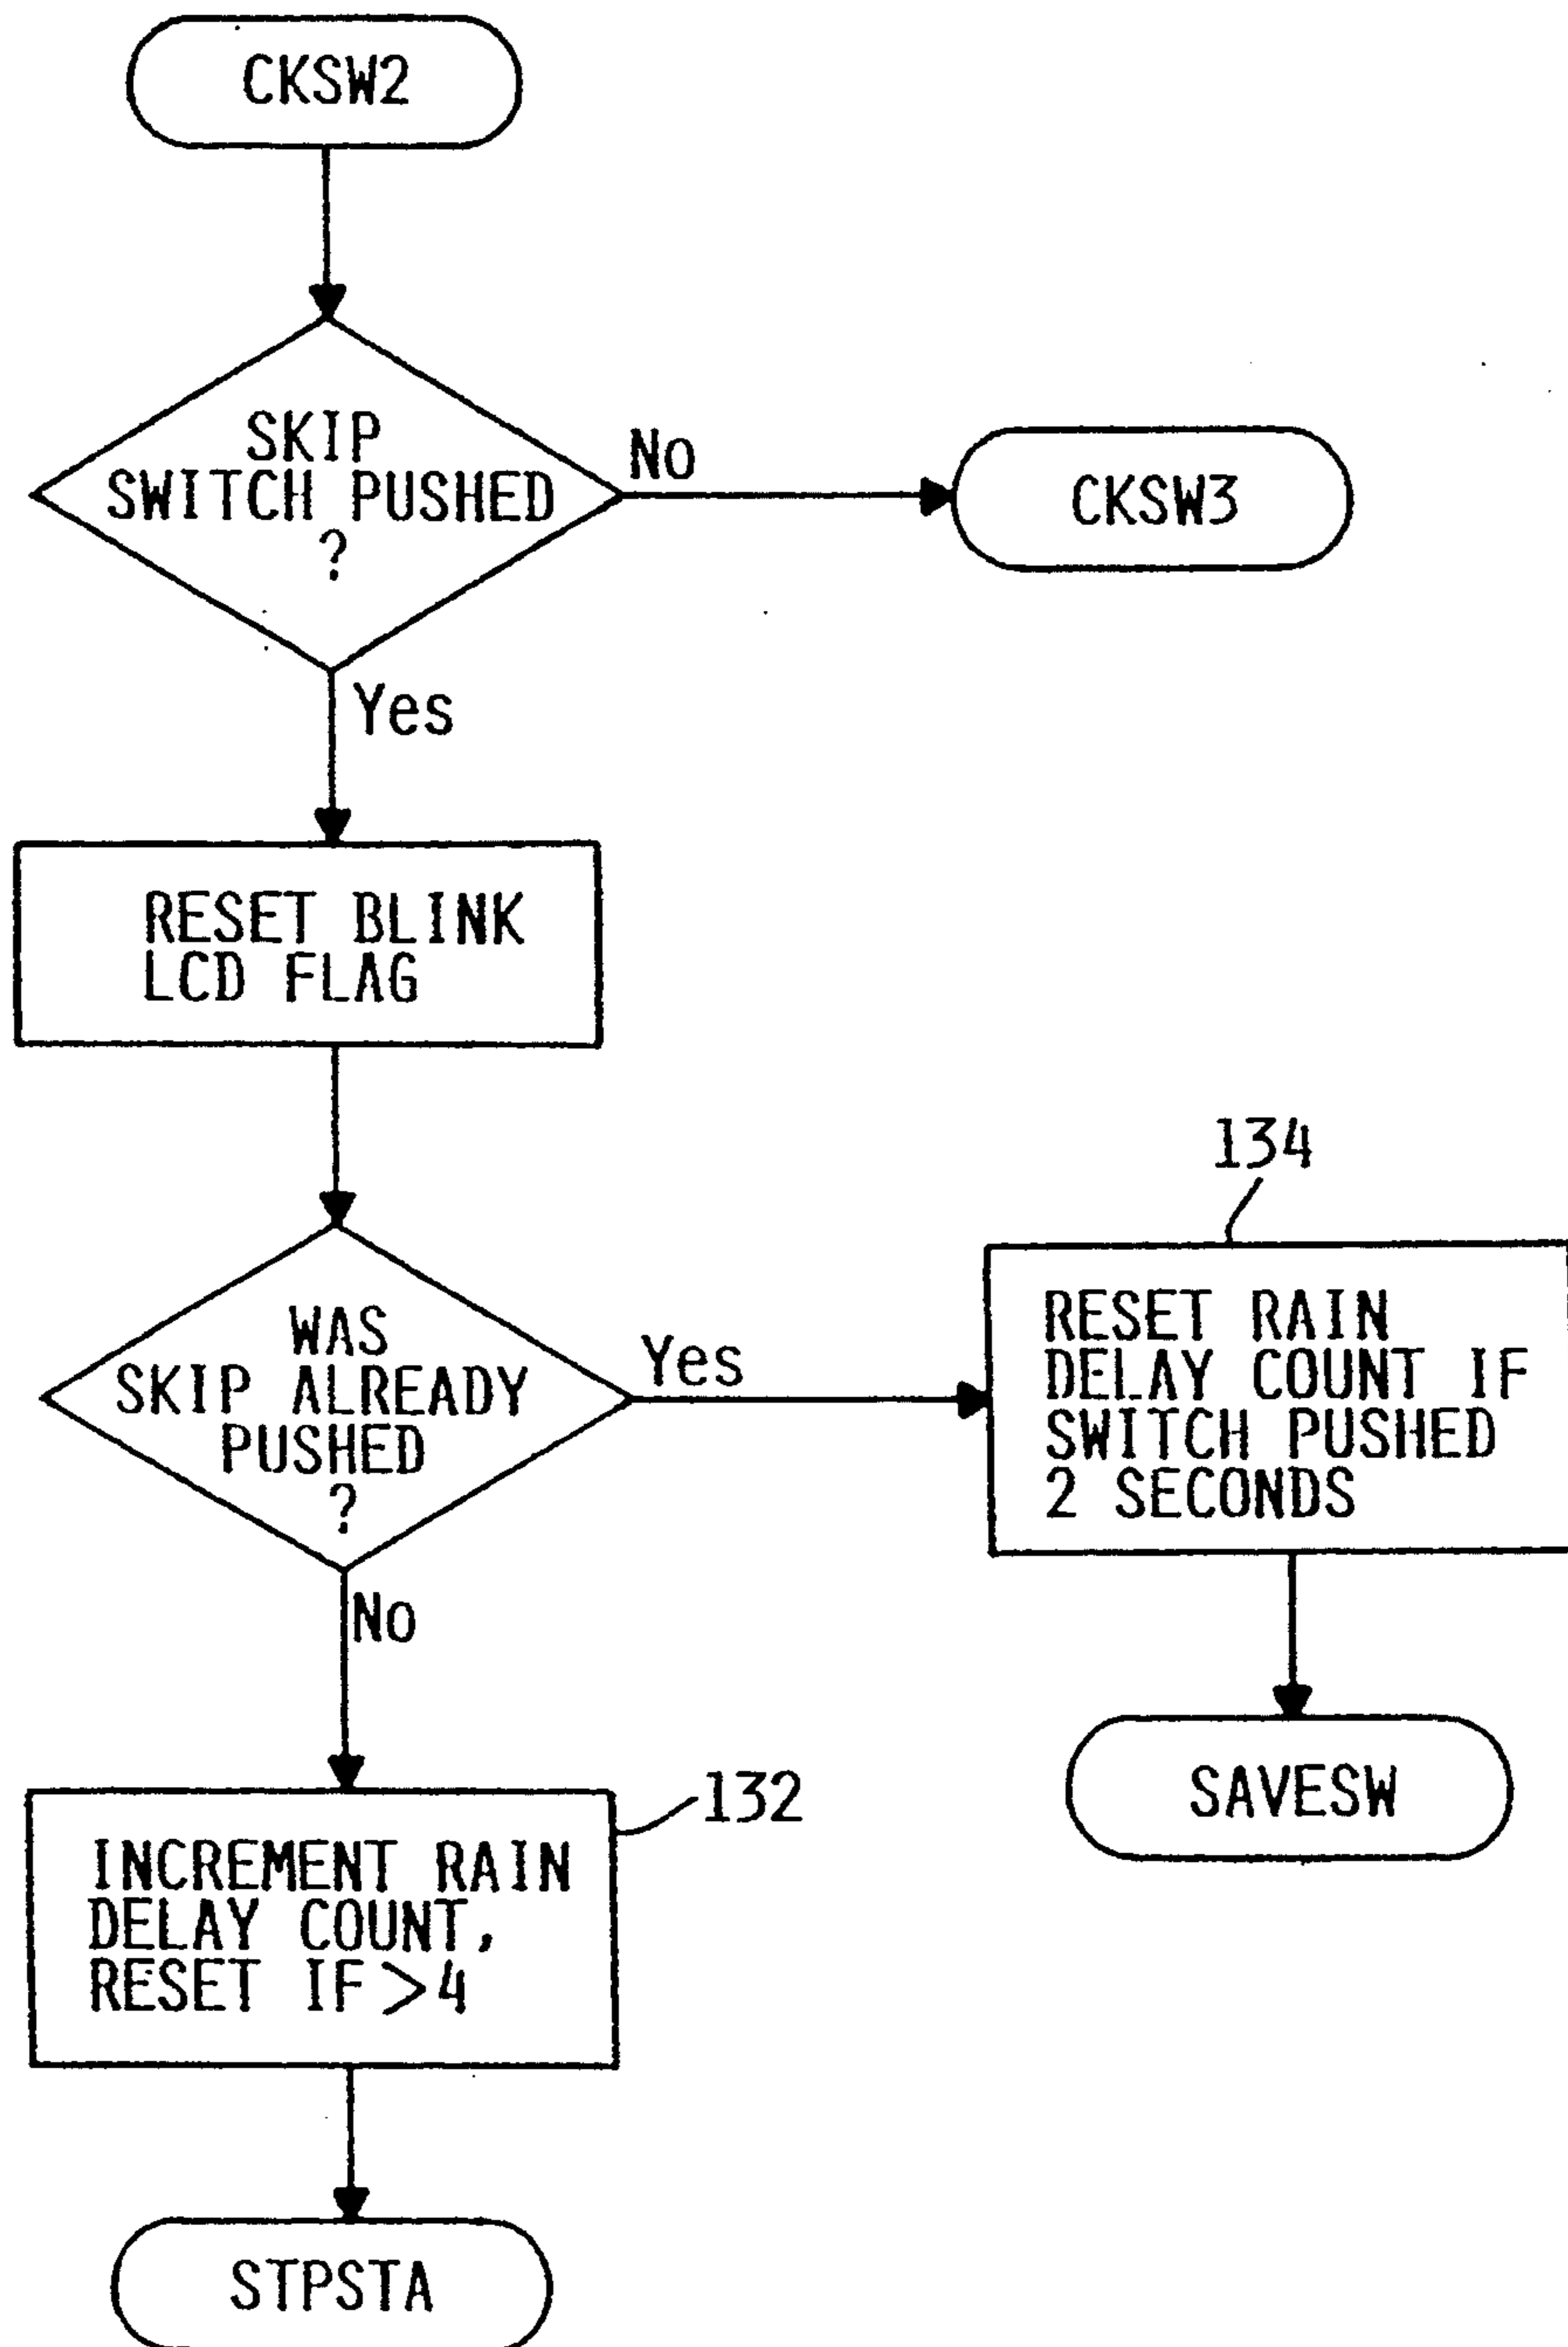 CKSW2
SKIP
SWITCH PUSHED
?
No
CKSW3
Yes
RESET BLINK
LCD FLAG
WAS
SKIP ALREADY
PUSHED
?
Yes
134
RESET RAIN
DELAY COUNT IF
SWITCH PUSHED
2 SECONDS
SAVESW
No
132
INCREMENT RAIN
DELAY COUNT,
RESET IF >4
STPSTA